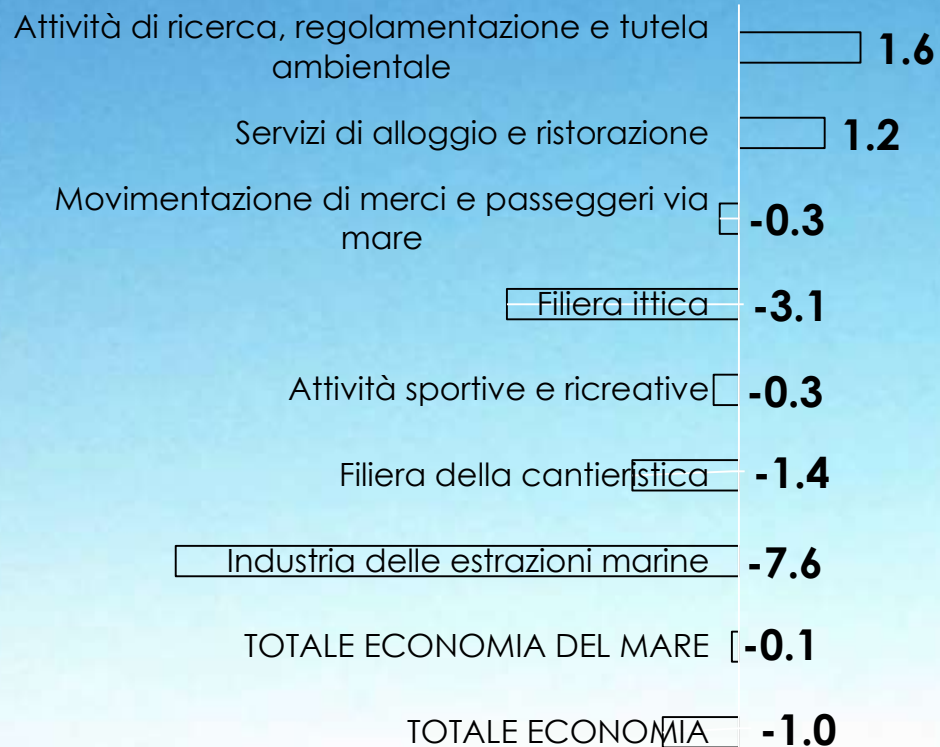 Attività di ricerca, regolamentazione e tutela
ambientale
1.6
Servizi di alloggio e ristorazione
1.2
Movimentazione di merci e passeggeri via
mare
-0.3
Filiera ittica
-3.1
Attività sportive e ricreative
-0.3
Filiera della cantieristica
-1.4
Industria delle estrazioni marine
-7.6
TOTALE ECONOMIA DEL MARE
-0.1
TOTALE ECONOMIA
-1.0